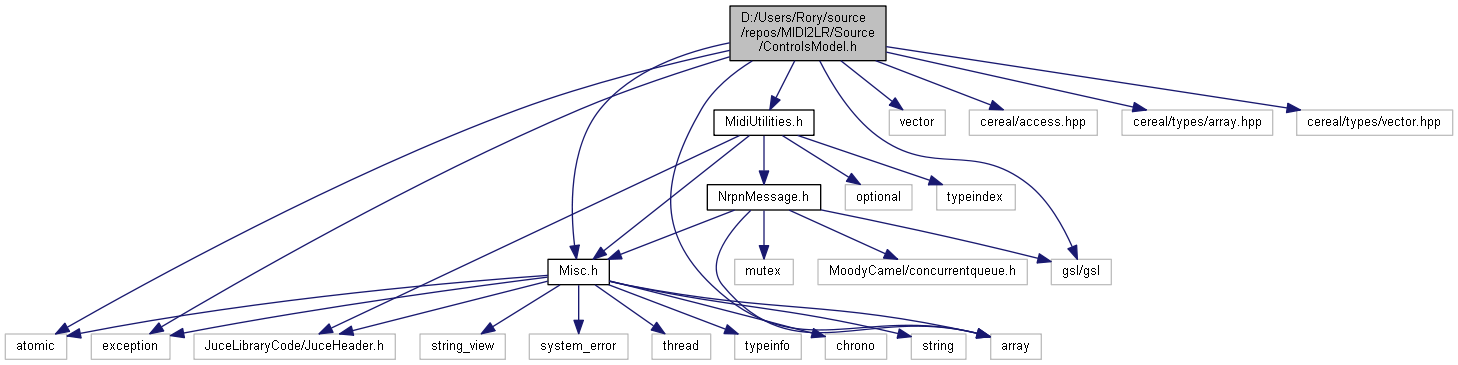 D:/Users/Rory/source
/repos/MIDI2LR/Source
/ControlsModel.h
MidiUtilities.h
vector
cereal/access.hpp
cereal/types/array.hpp
cereal/types/vector.hpp
NrpnMessage.h
optional
typeindex
Misc.h
mutex
MoodyCamel/concurrentqueue.h
gsl/gsl
atomic
exception
JuceLibraryCode/JuceHeader.h
string_view
system_error
thread
typeinfo
chrono
string
array